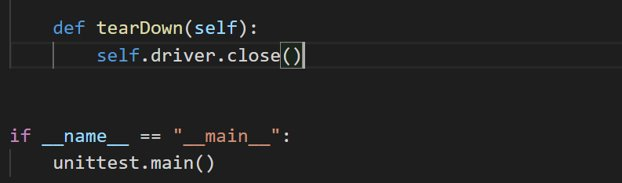 def tearDown(self):
self.driver.close()
if __name__ == "__main__":
unittest.main()